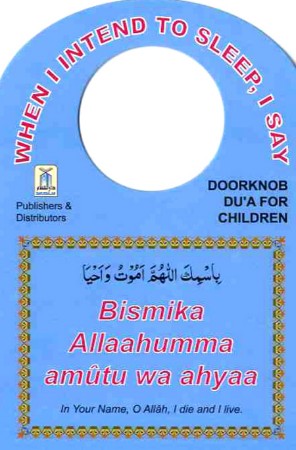 WHEN I INTEND TO SLEEP, I SAY
Publishers &
Distributors
DOORKNOB
DU'A FOR
CHILDREN
بِاسْمِكَ اللّٰهُمَّ اَمُوْتُ وَاَحْيَا
Bismika
Allaahumma
amûtu wa ahyaa
In Your Name, O Allâh, I die and I live.